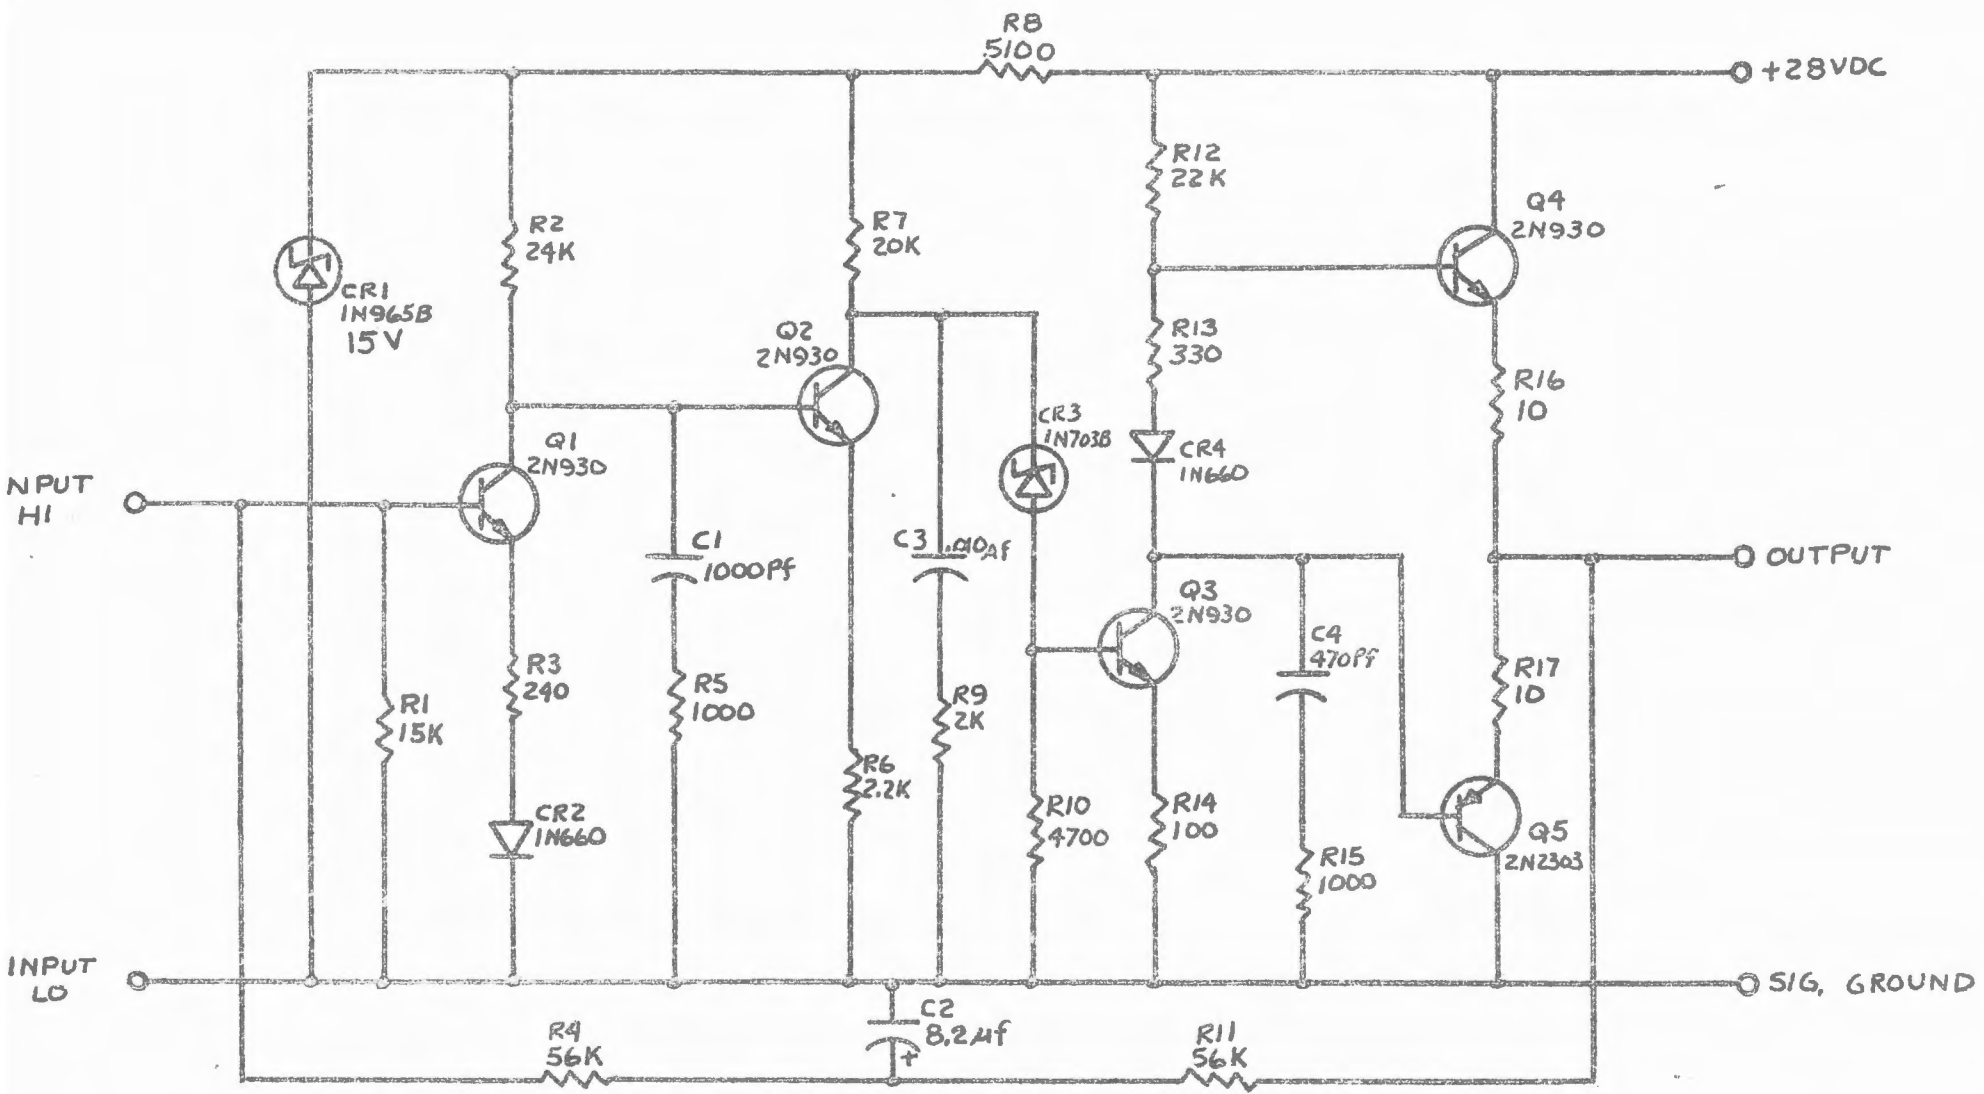 R8
5100
+28VDC
R12
22K
Q4
2N930
R2
24K
R7
20K
CR1
1N965B
15V
Q2
2N930
R13
330
R16
10
CR3
1N703B
Q1
2N930
CR4
1N660
NPUT
HI
C1
1000Pf
C3
.010µf
OUTPUT
Q3
2N930
C4
470Pf
R3
240
R5
1000
R9
2K
R17
10
R1
15K
R6
2.2K
R10
4700
R14
100
CR2
1N660
Q5
2N2303
R15
1000
INPUT
LO
SIG. GROUND
C2
8.2µf
+
R4
56K
R11
56K